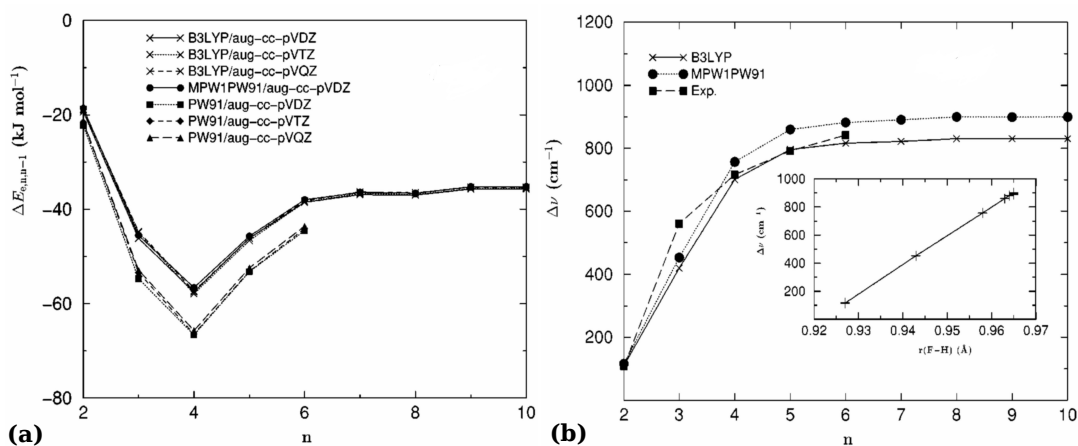 0
−20
−40
−60
−80
2
4
6
8
10
n
ΔE e,n,n−1 (kJ mol−1)
B3LYP/aug−cc−pVDZ
B3LYP/aug−cc−pVTZ
B3LYP/aug−cc−pVQZ
MPW1PW91/aug−cc−pVDZ
PW91/aug−cc−pVDZ
PW91/aug−cc−pVTZ
PW91/aug−cc−pVQZ
(a)
1200
1000
800
600
400
200
2
3
4
5
6
7
8
9
10
n
Δν (cm−1)
B3LYP
MPW1PW91
Exp.
1000
800
600
400
200
0.92
0.93
0.94
0.95
0.96
0.97
r(F−H) (Å)
Δν (cm−1)
(b)